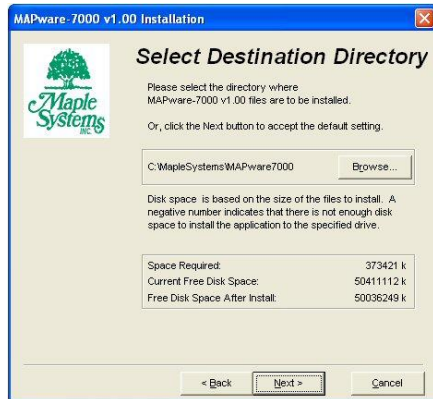 MAPware-7000 v1.00 Installation
Maple
Systems
INC.
Select Destination Directory
Please select the directory where
MAPware-7000 v1.00 files are to be installed.
Or, click the Next button to accept the default setting.
C:\MapleSystems\MAPware7000
Browse...
Disk space is based on the size of the files to install. A
negative number indicates that there is not enough disk
space to install the application to the specified drive.
Space Required: 373421 k
Current Free Disk Space: 50411112 k
Free Disk Space After Install: 50036249 k
< Back
Next >
Cancel